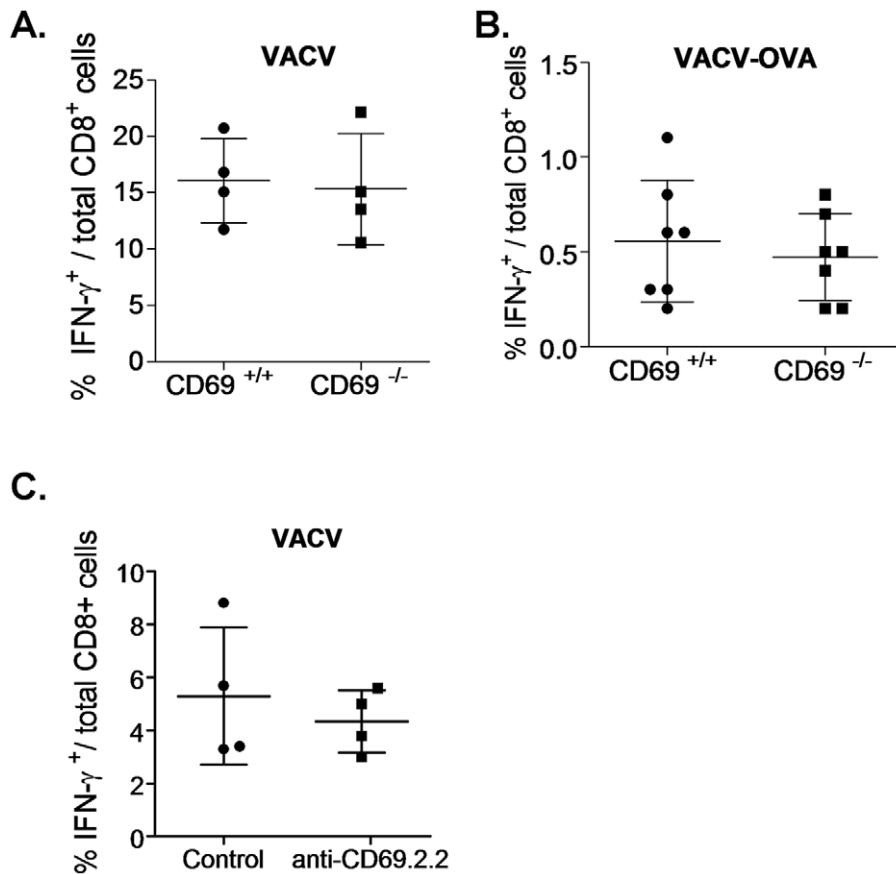 A.
VACV
% IFN-γ⁺ / total CD8⁺ cells
25
20
15
10
5
0
CD69 +/+
CD69 -/-
B.
VACV-OVA
% IFN-γ⁺ / total CD8⁺ cells
1.5
1.0
0.5
0.0
CD69 +/+
CD69 -/-
C.
VACV
% IFN-γ⁺/ total CD8+ cells
10
8
6
4
2
0
Control
anti-CD69.2.2